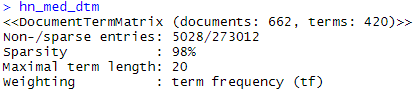 > hn_med_dtm
<<DocumentTermMatrix (documents: 662, terms: 420)>>
Non-/sparse entries: 5028/273012
Sparsity           : 98%
Maximal term length: 20
Weighting          : term frequency (tf)